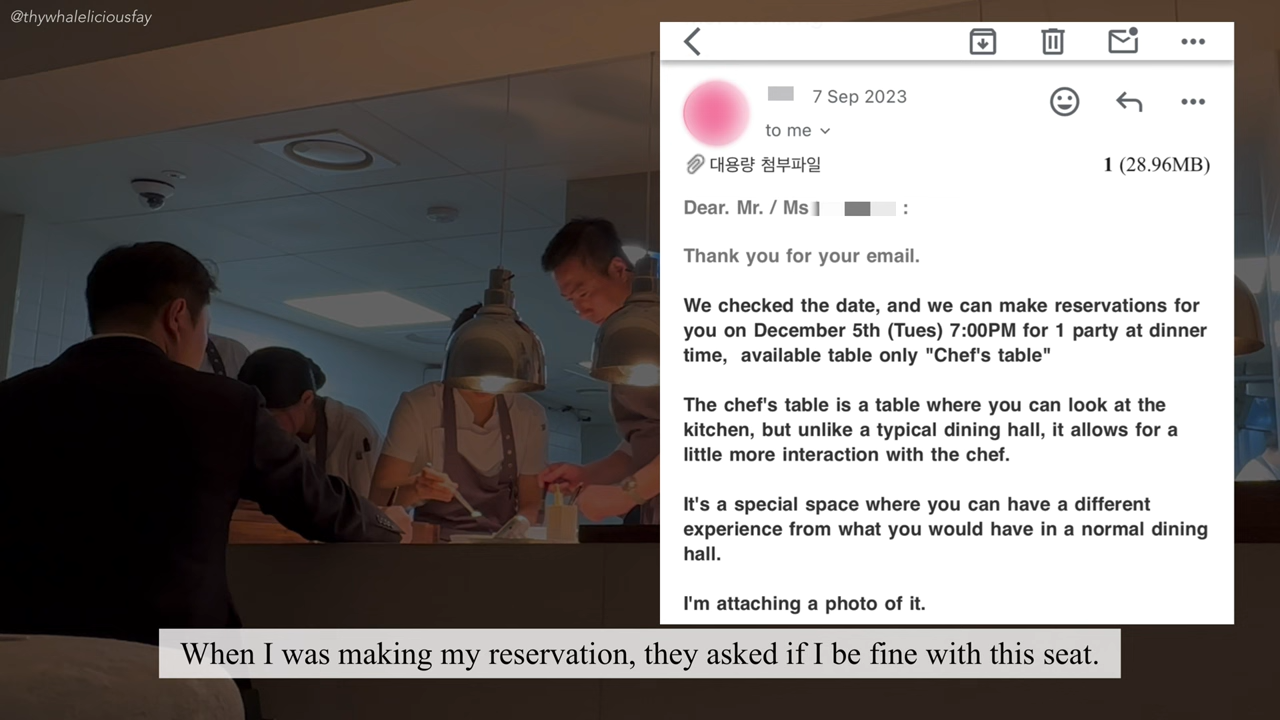 @thywhaleliciousfay
7 Sep 2023
to me
대용량 첨부파일
1 (28.96MB)
Dear. Mr. / Ms :
Thank you for your email.
We checked the date, and we can make reservations for
you on December 5th (Tues) 7:00PM for 1 party at dinner
time, available table only "Chef's table"
The chef's table is a table where you can look at the
kitchen, but unlike a typical dining hall, it allows for a
little more interaction with the chef.
It's a special space where you can have a different
experience from what you would have in a normal dining
hall.
I'm attaching a photo of it.
When I was making my reservation, they asked if I be fine with this seat.